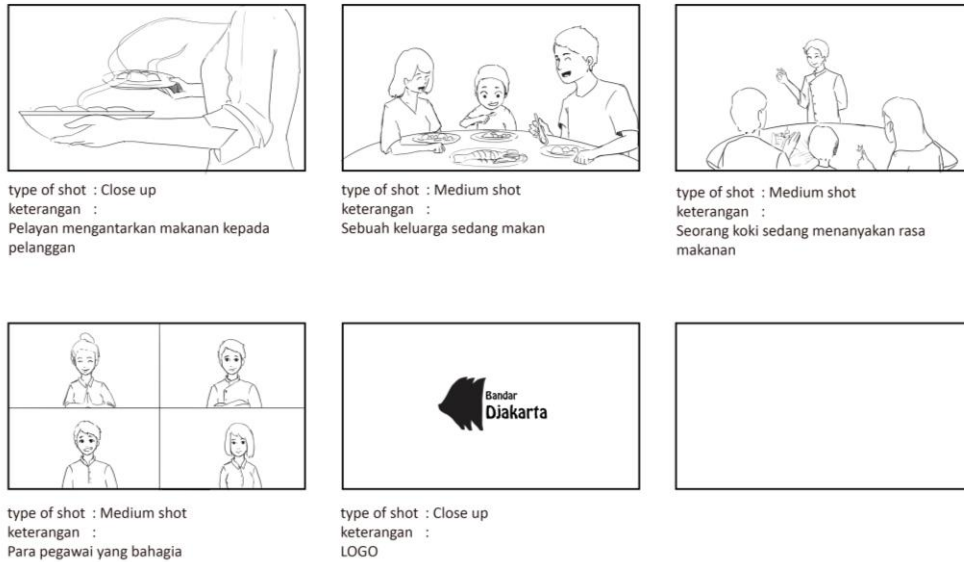 type of shot : Close up
keterangan :
Pelayan mengantarkan makanan kepada
pelanggan
type of shot : Medium shot
keterangan :
Sebuah keluarga sedang makan
type of shot : Medium shot
keterangan :
Seorang koki sedang menanyakan rasa
makanan
Bandar
Djakarta
type of shot : Medium shot
keterangan :
Para pegawai yang bahagia
type of shot : Close up
keterangan :
LOGO